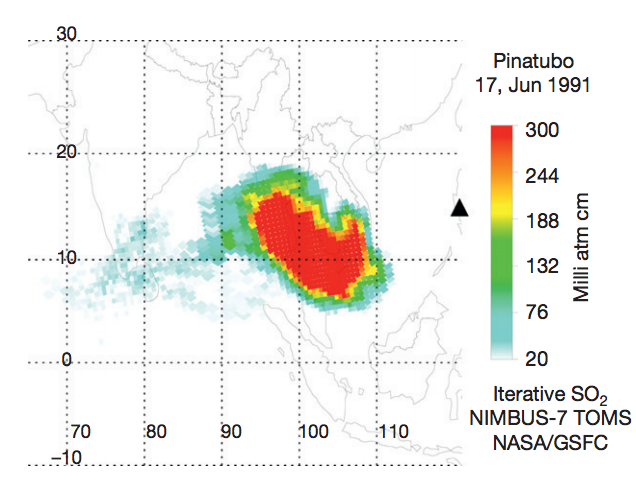 30
20
10
0
−10
70 80 90 100 110
Pinatubo
17, Jun 1991
300
244
188
132
76
20
Milli atm cm
Iterative SO₂
NIMBUS-7 TOMS
NASA/GSFC